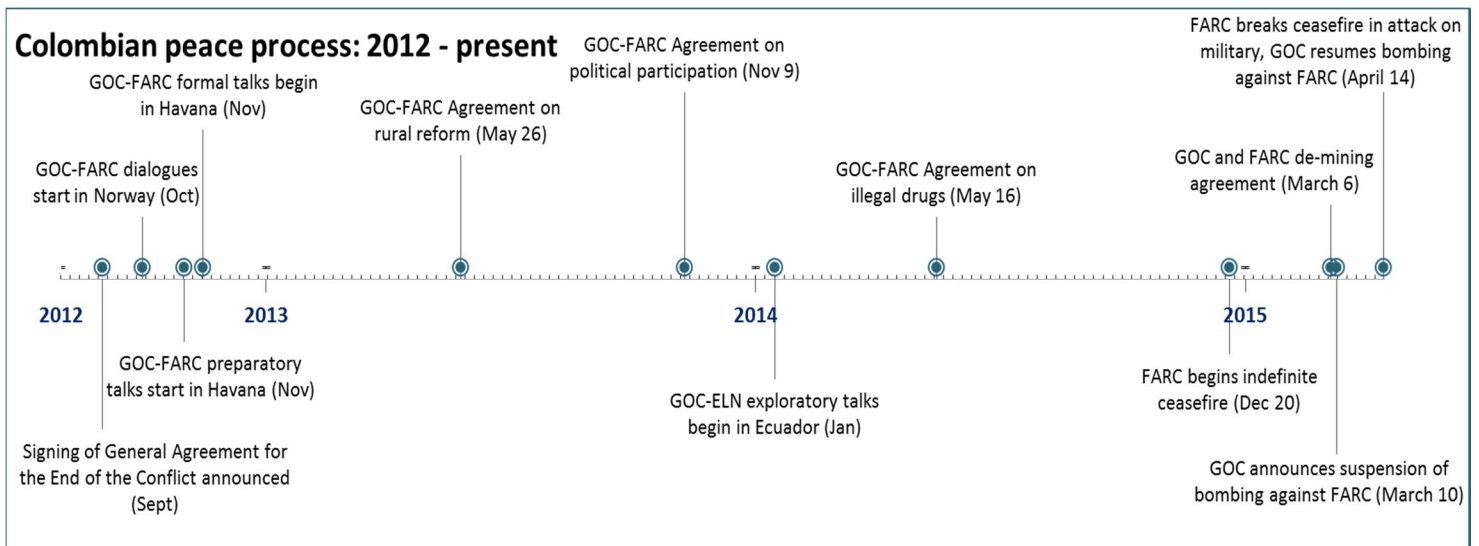 Colombian peace process: 2012 - present
GOC-FARC formal talks begin
in Havana (Nov)
GOC-FARC dialogues
start in Norway (Oct)
GOC-FARC Agreement on
rural reform (May 26)
GOC-FARC Agreement on
political participation (Nov 9)
GOC-FARC Agreement on
illegal drugs (May 16)
FARC breaks ceasefire in attack on
military, GOC resumes bombing
against FARC (April 14)
GOC and FARC de-mining
agreement (March 6)
2012
2013
2014
2015
GOC-FARC preparatory
talks start in Havana (Nov)
Signing of General Agreement for
the End of the Conflict announced
(Sept)
GOC-ELN exploratory talks
begin in Ecuador (Jan)
FARC begins indefinite
ceasefire (Dec 20)
GOC announces suspension of
bombing against FARC (March 10)